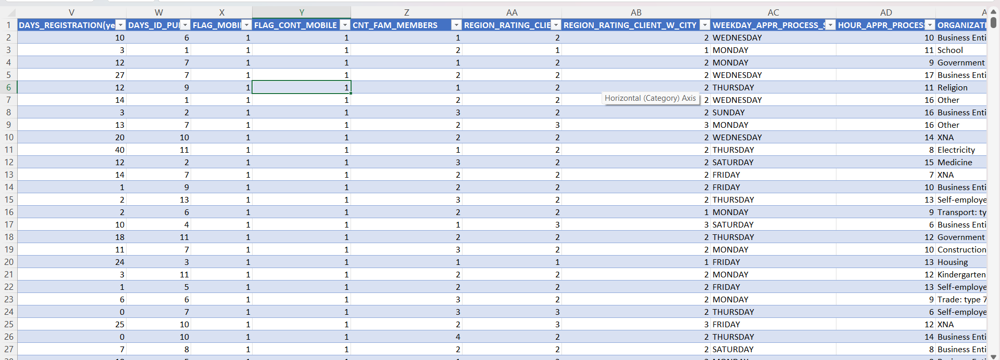 V W X Y Z AA AB AC AD A
1 DAYS_REGISTRATION(ye DAYS_ID_PU FLAG_MOBI FLAG_CONT_MOBILE CNT_FAM_MEMBERS REGION_RATING_CLIE REGION_RATING_CLIENT_W_CITY WEEKDAY_APPR_PROCESS_S HOUR_APPR_PROCESS ORGANIZATI
2 10 6 1 1 1 2 2 WEDNESDAY 10 Business Enti
3 3 1 1 1 2 1 1 MONDAY 11 School
4 12 7 1 1 1 2 2 MONDAY 9 Government
5 27 7 1 1 2 2 2 WEDNESDAY 17 Business Enti
6 12 9 1 1 1 2 2 THURSDAY 11 Religion
7 14 1 1 1 2 2 Horizontal (Category) Axis 2 WEDNESDAY 16 Other
8 3 2 1 1 3 2 2 SUNDAY 16 Business Enti
9 13 7 1 1 2 3 3 MONDAY 16 Other
10 20 10 1 1 2 2 2 WEDNESDAY 14 XNA
11 40 11 1 1 1 2 2 THURSDAY 8 Electricity
12 12 2 1 1 3 2 2 SATURDAY 15 Medicine
13 14 7 1 1 2 2 2 FRIDAY 7 XNA
14 1 9 1 1 2 2 2 FRIDAY 10 Business Enti
15 2 13 1 1 3 2 2 THURSDAY 13 Self-employe
16 2 6 1 1 2 2 1 MONDAY 9 Transport: ty
17 10 4 1 1 1 3 3 SATURDAY 6 Business Enti
18 18 11 1 1 2 2 2 THURSDAY 12 Government
19 11 7 1 1 3 2 2 MONDAY 10 Construction
20 24 3 1 1 1 1 1 FRIDAY 13 Housing
21 3 11 1 1 2 2 2 MONDAY 12 Kindergarten
22 1 5 1 1 2 2 2 FRIDAY 13 Self-employe
23 6 6 1 1 3 2 2 MONDAY 9 Trade: type 7
24 0 7 1 1 3 3 2 THURSDAY 6 Self-employe
25 25 10 1 1 2 3 3 FRIDAY 12 XNA
26 0 10 1 1 4 2 2 THURSDAY 14 Business Enti
27 7 8 1 1 2 2 2 SATURDAY 8 Business Enti